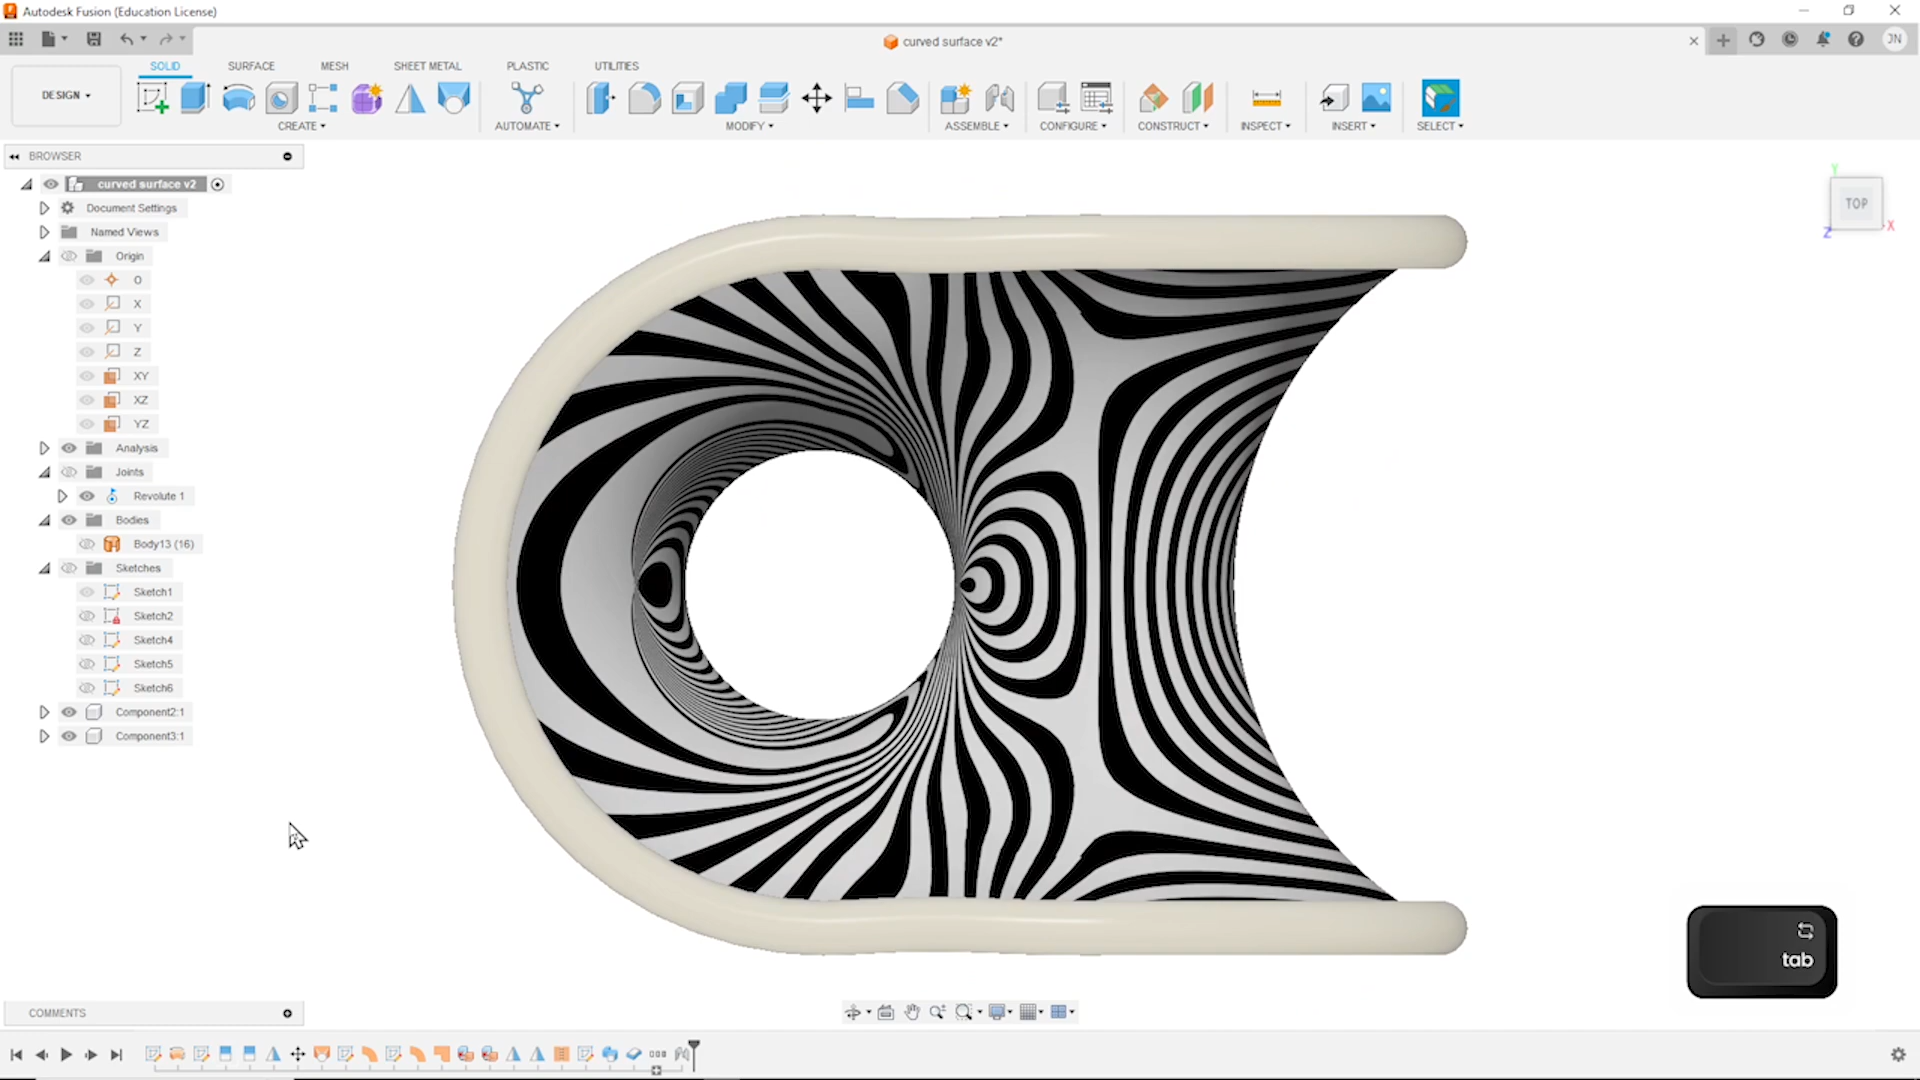 Autodesk Fusion (Education License)
curved surface v2*
JN
DESIGN
SOLID
SURFACE
MESH
SHEET METAL
PLASTIC
UTILITIES
CREATE
AUTOMATE
MODIFY
ASSEMBLE
CONFIGURE
CONSTRUCT
INSPECT
INSERT
SELECT
BROWSER
curved surface v2
Document Settings
Named Views
Origin
O
X
Y
Z
XY
XZ
YZ
Analysis
Joints
Revolute 1
Bodies
Body13 (16)
Sketches
Sketch1
Sketch2
Sketch4
Sketch5
Sketch6
Component2:1
Component3:1
Y
TOP
X
Z
tab
COMMENTS